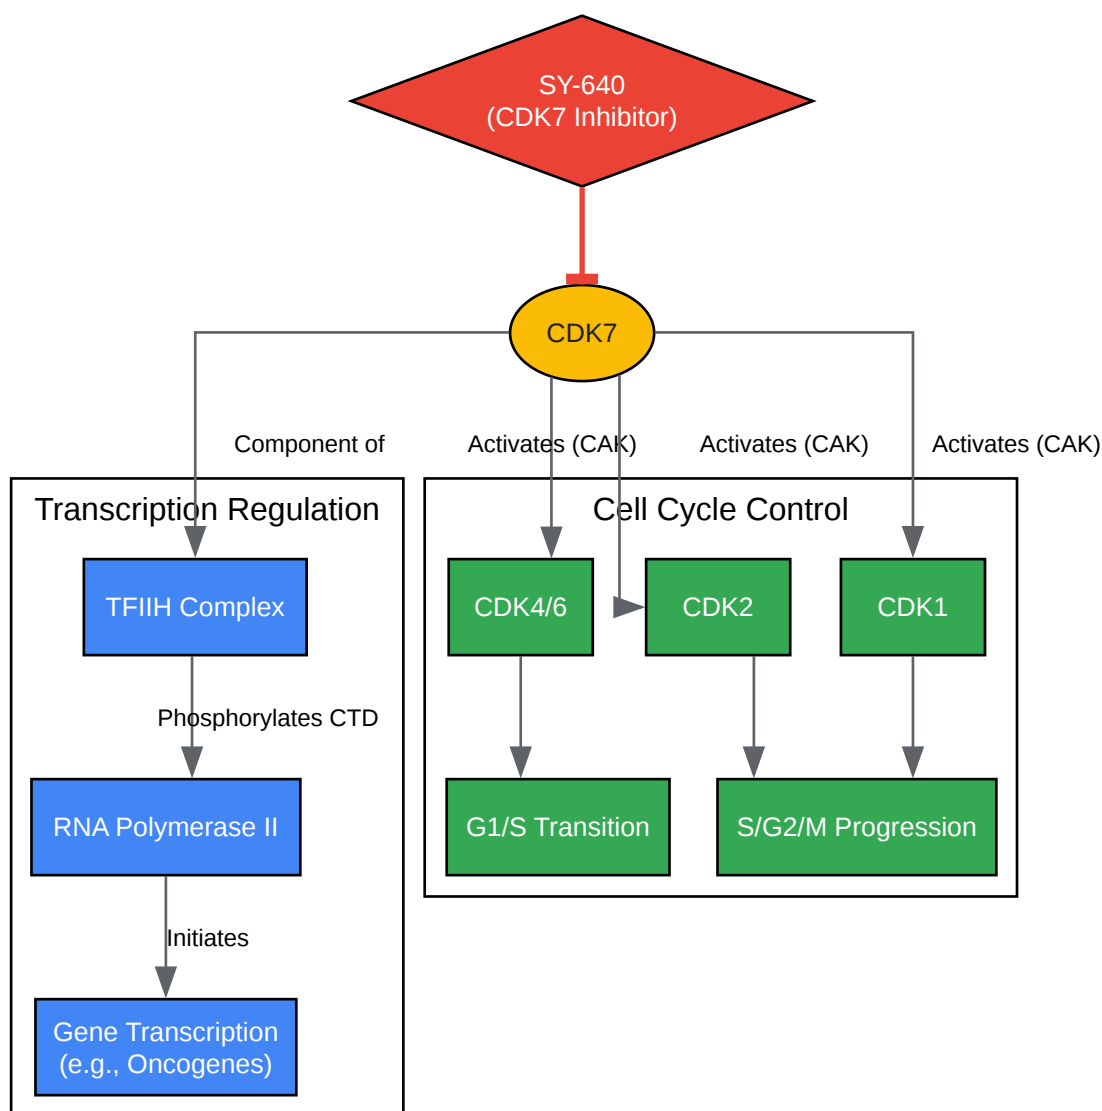 SY-640
(CDK7 Inhibitor)
CDK7
Component of
Activates (CAK)
Activates (CAK)
Activates (CAK)
Transcription Regulation
Cell Cycle Control
TFIIH Complex
CDK4/6
CDK2
CDK1
Phosphorylates CTD
RNA Polymerase II
G1/S Transition
S/G2/M Progression
Initiates
Gene Transcription
(e.g., Oncogenes)